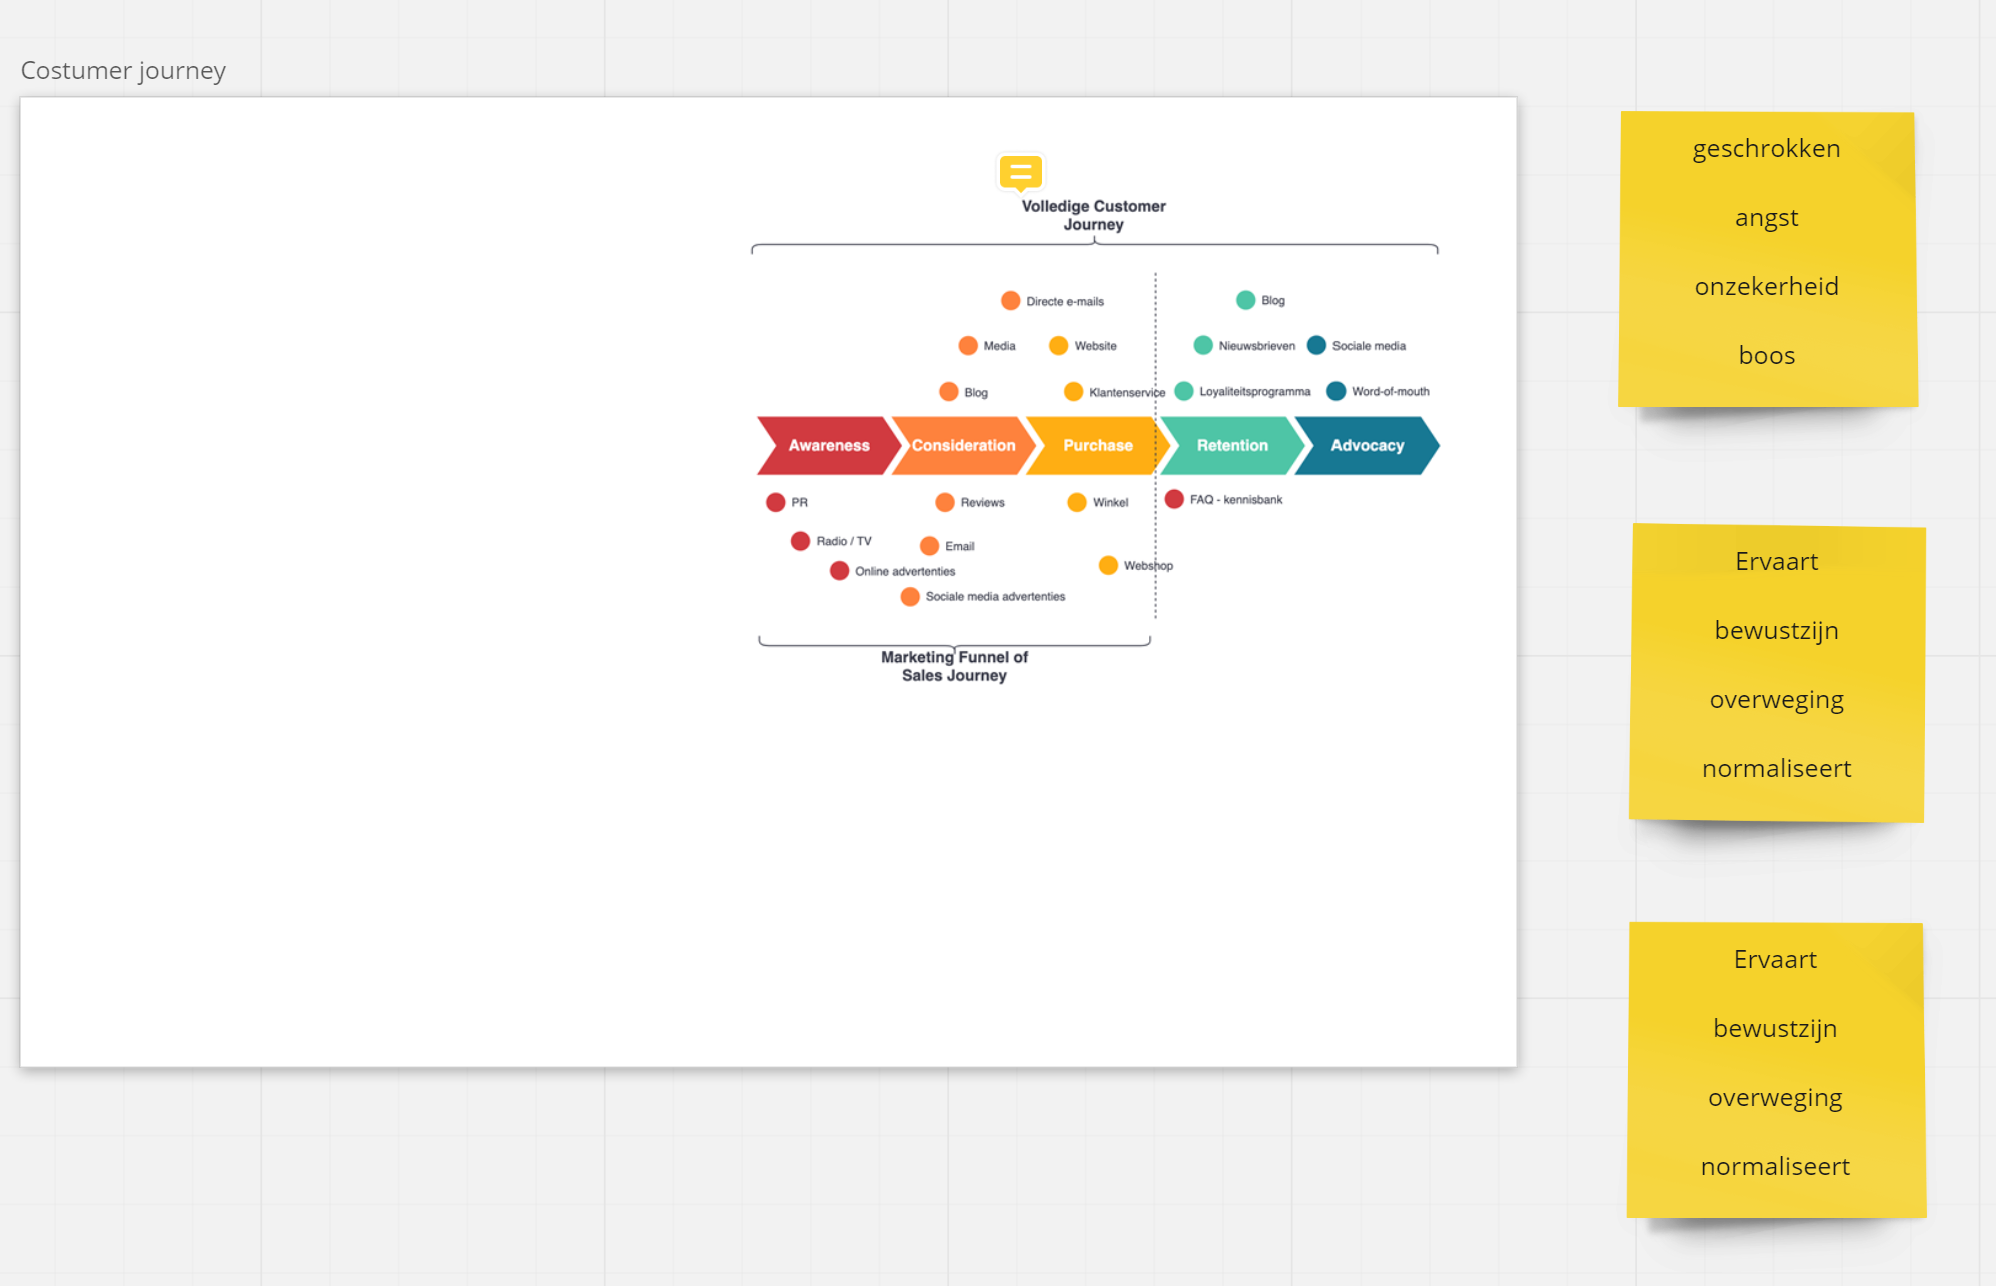 Costumer journey
Volledige Customer
Journey
Directe e-mails
Blog
Media
Website
Nieuwsbrieven
Sociale media
Blog
Klantenservice
Loyaliteitsprogramma
Word-of-mouth
Awareness
Consideration
Purchase
Retention
Advocacy
PR
Reviews
Winkel
FAQ - kennisbank
Radio / TV
Email
Online advertenties
Webshop
Sociale media advertenties
Marketing Funnel of
Sales Journey
geschrokken
angst
onzekerheid
boos
Ervaart
bewustzijn
overweging
normaliseert
Ervaart
bewustzijn
overweging
normaliseert